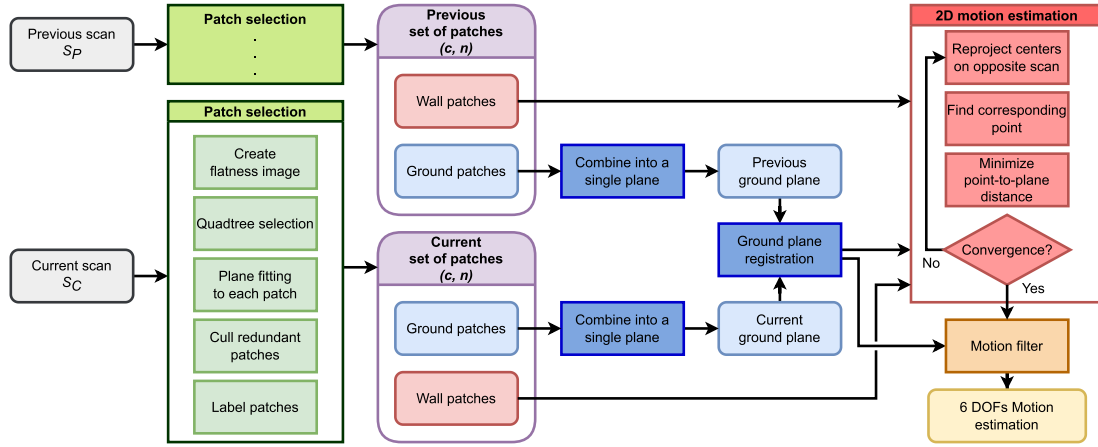 Previous scan
SP
Patch selection
.
.
.
Previous
set of patches
(c, n)
Wall patches
Ground patches
Combine into a
single plane
Previous
ground plane
Current scan
SC
Patch selection
Create
flatness image
Quadtree selection
Plane fitting
to each patch
Cull redundant
patches
Label patches
Current
set of patches
(c, n)
Ground patches
Wall patches
Combine into a
single plane
Current
ground plane
Ground plane
registration
2D motion estimation
Reproject centers
on opposite scan
Find corresponding
point
Minimize
point-to-plane
distance
Convergence?
No
Yes
Motion filter
6 DOFs Motion
estimation